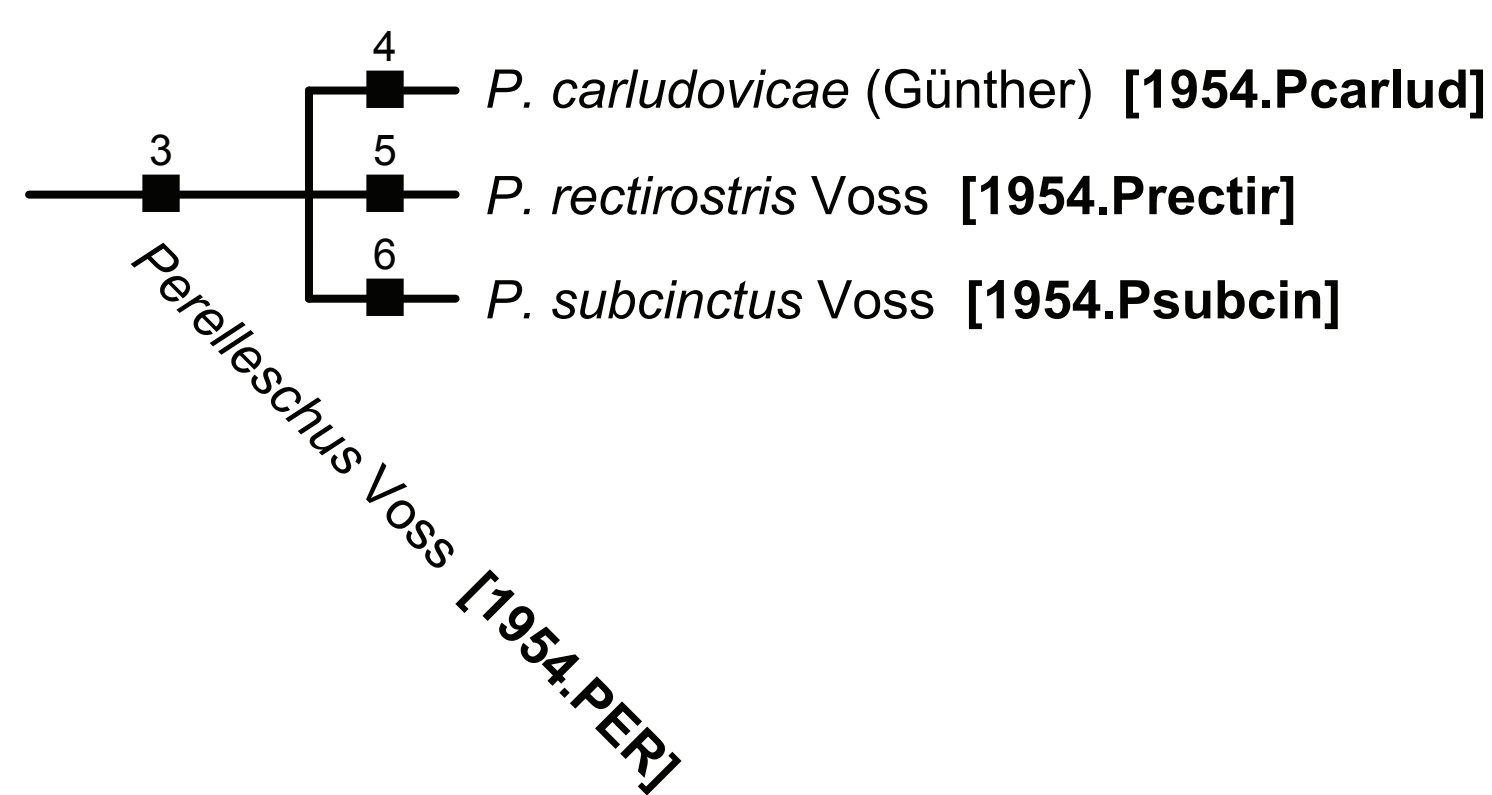 4
P. carludovicae (Günther) [1954.Pcarlud]
3
5
P. rectirostris Voss [1954.Prectir]
6
P. subcinctus Voss [1954.Psubcin]
Perelleschus Voss [1954.PER]